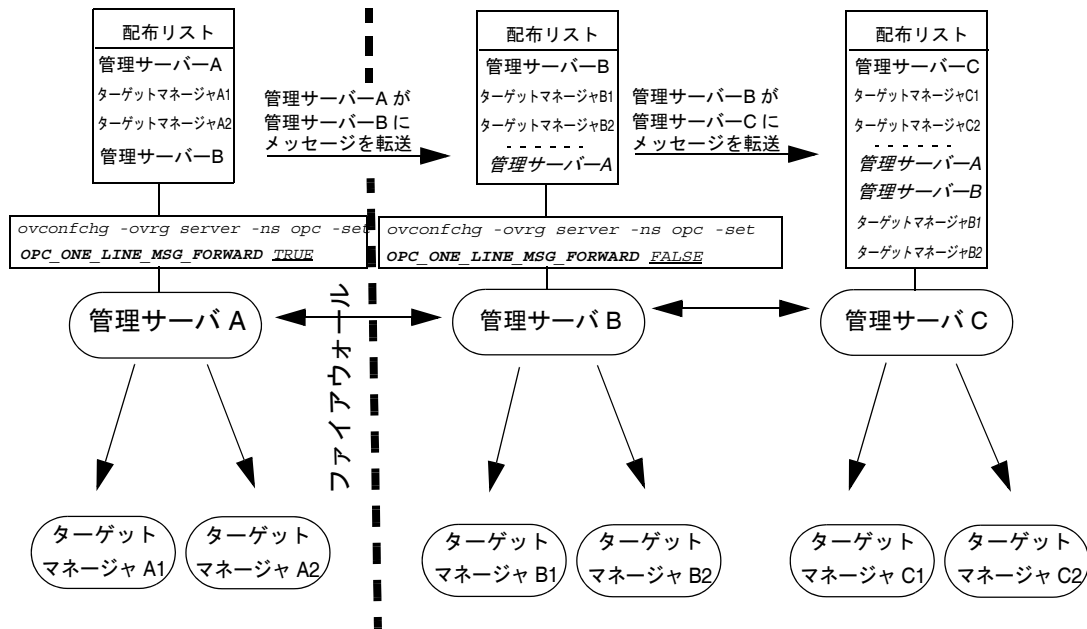 配布リスト
管理サーバーA
ターゲットマネージャA1
ターゲットマネージャA2
管理サーバーB
管理サーバーA が
管理サーバーB に
メッセージを転送
配布リスト
管理サーバーB
ターゲットマネージャB1
ターゲットマネージャB2
管理サーバーA
管理サーバーB が
管理サーバーC に
メッセージを転送
配布リスト
管理サーバーC
ターゲットマネージャC1
ターゲットマネージャC2
管理サーバーA
管理サーバーB
ターゲットマネージャB1
ターゲットマネージャB2
ovconfchg -ovrg server -ns opc -set
OPC_ONE_LINE_MSG_FORWARD TRUE
ovconfchg -ovrg server -ns opc -set
OPC_ONE_LINE_MSG_FORWARD FALSE
管理サーバ A
ファイアウォール
管理サーバ B
管理サーバ C
ターゲット
マネージャ A1
ターゲット
マネージャ A2
ターゲット
マネージャ B1
ターゲット
マネージャ B2
ターゲット
マネージャ C1
ターゲット
マネージャ C2